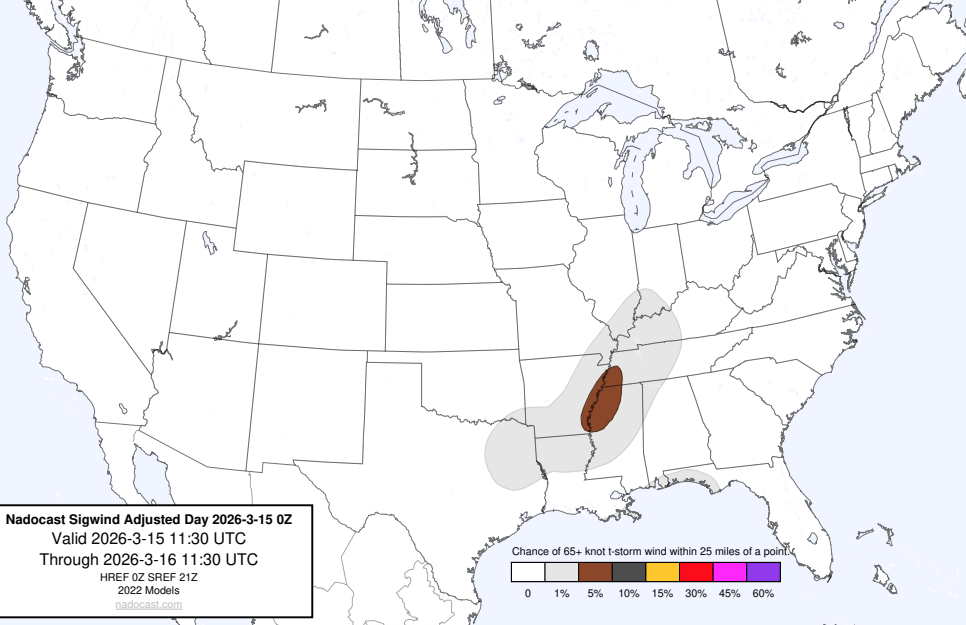 Nadocast Sigwind Adjusted Day 2026-3-15 0Z
Valid 2026-3-15 11:30 UTC
Through 2026-3-16 11:30 UTC
HREF 0Z SREF 21Z
2022 Models
nadocast.com
Chance of 65+ knot t-storm wind within 25 miles of a point.
0 1% 5% 10% 15% 30% 45% 60%